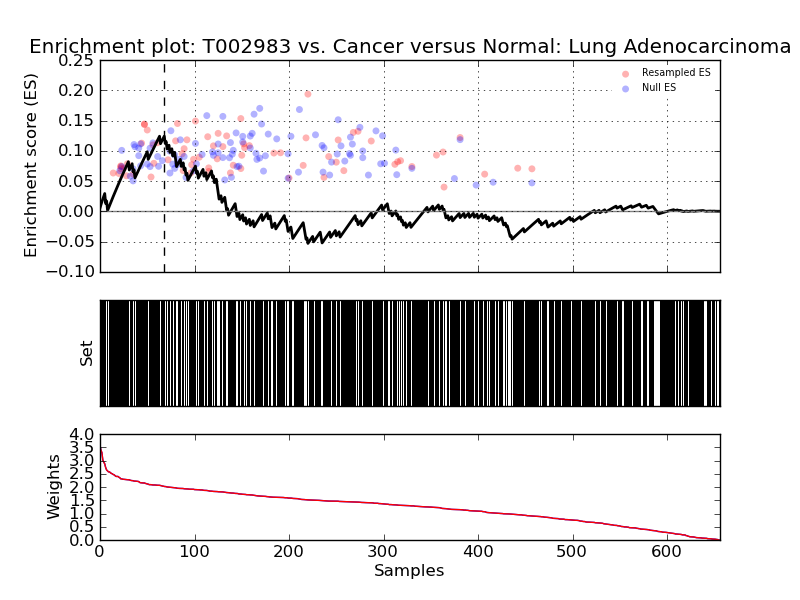 Enrichment plot: T002983 vs. Cancer versus Normal: Lung Adenocarcinoma
Enrichment score (ES)
0.25
0.20
0.15
0.10
0.05
0.00
−0.05
−0.10
Resampled ES
Null ES
Set
Weights
4.0
3.5
3.0
2.5
2.0
1.5
1.0
0.5
0.0
0 100 200 300 400 500 600
Samples